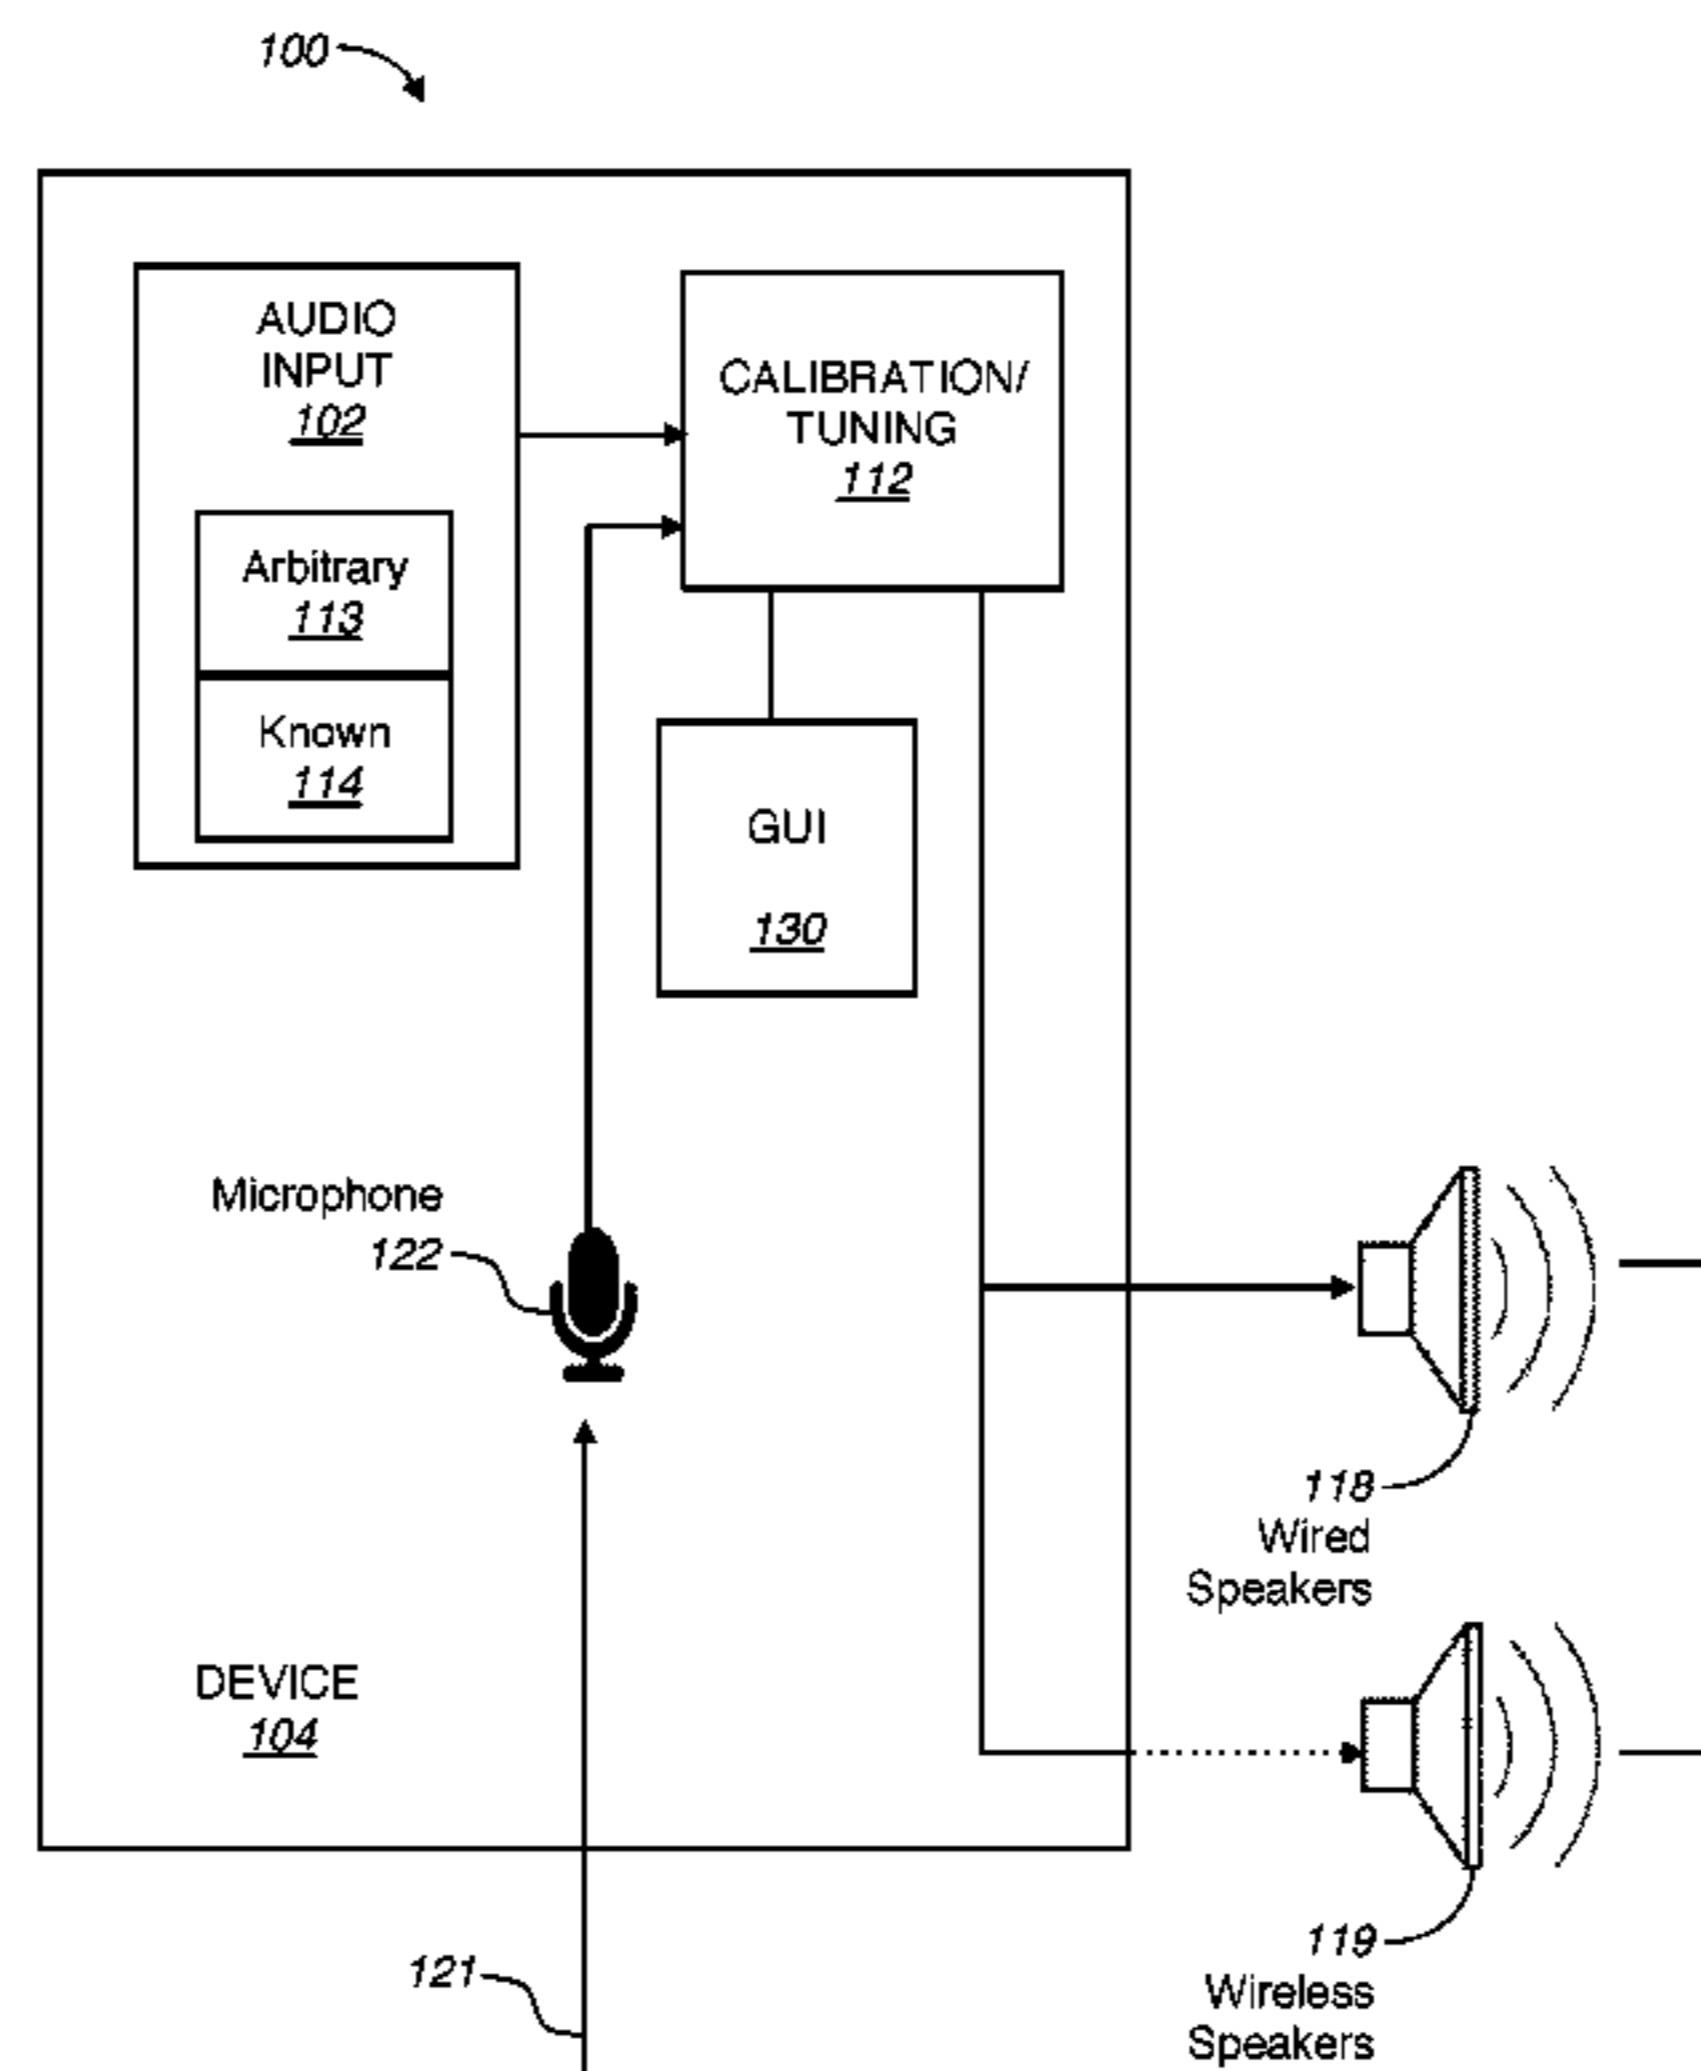 100
AUDIO
INPUT
102
Arbitrary
113
Known
114
CALIBRATION/
TUNING
112
GUI
130
Microphone
122
118
Wired
Speakers
DEVICE
104
119
Wireless
Speakers
121